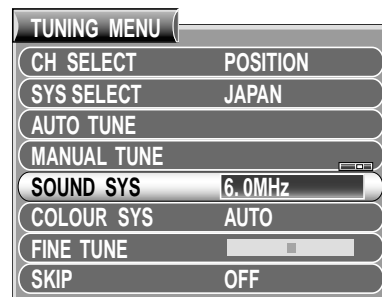 TUNING MENU
CH SELECT POSITION
SYS SELECT JAPAN
AUTO TUNE
MANUAL TUNE
SOUND SYS 6.0MHz
COLOUR SYS AUTO
FINE TUNE
SKIP OFF